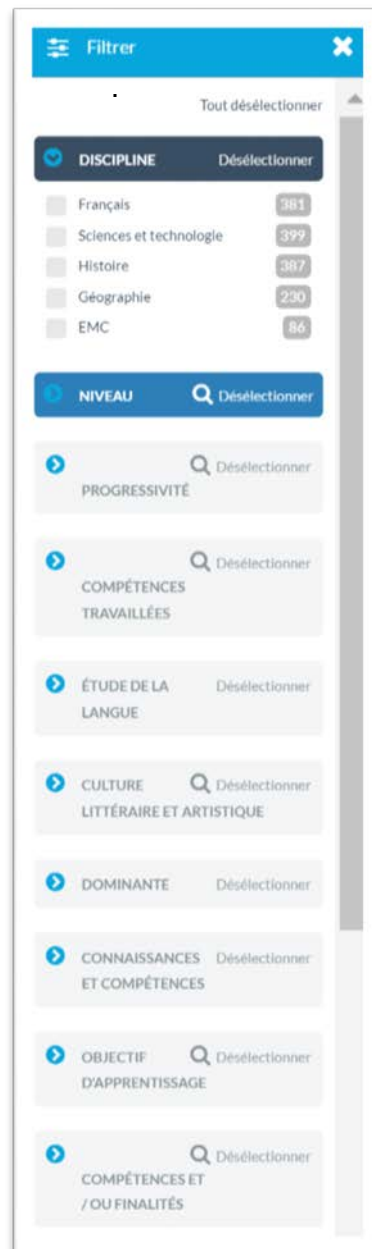 Filtrer
Tout désélectionner
DISCIPLINE Désélectionner
Français 381
Sciences et technologie 399
Histoire 387
Géographie 230
EMC 86
NIVEAU Désélectionner
Désélectionner
PROGRESSIVITÉ
Désélectionner
COMPÉTENCES
TRAVAILLÉES
ÉTUDE DE LA Désélectionner
LANGUE
CULTURE Désélectionner
LITTÉRAIRE ET ARTISTIQUE
DOMINANTE Désélectionner
CONNAISSANCES Désélectionner
ET COMPÉTENCES
OBJECTIF Désélectionner
D'APPRENTISSAGE
Désélectionner
COMPÉTENCES ET
/ OU FINALITÉS